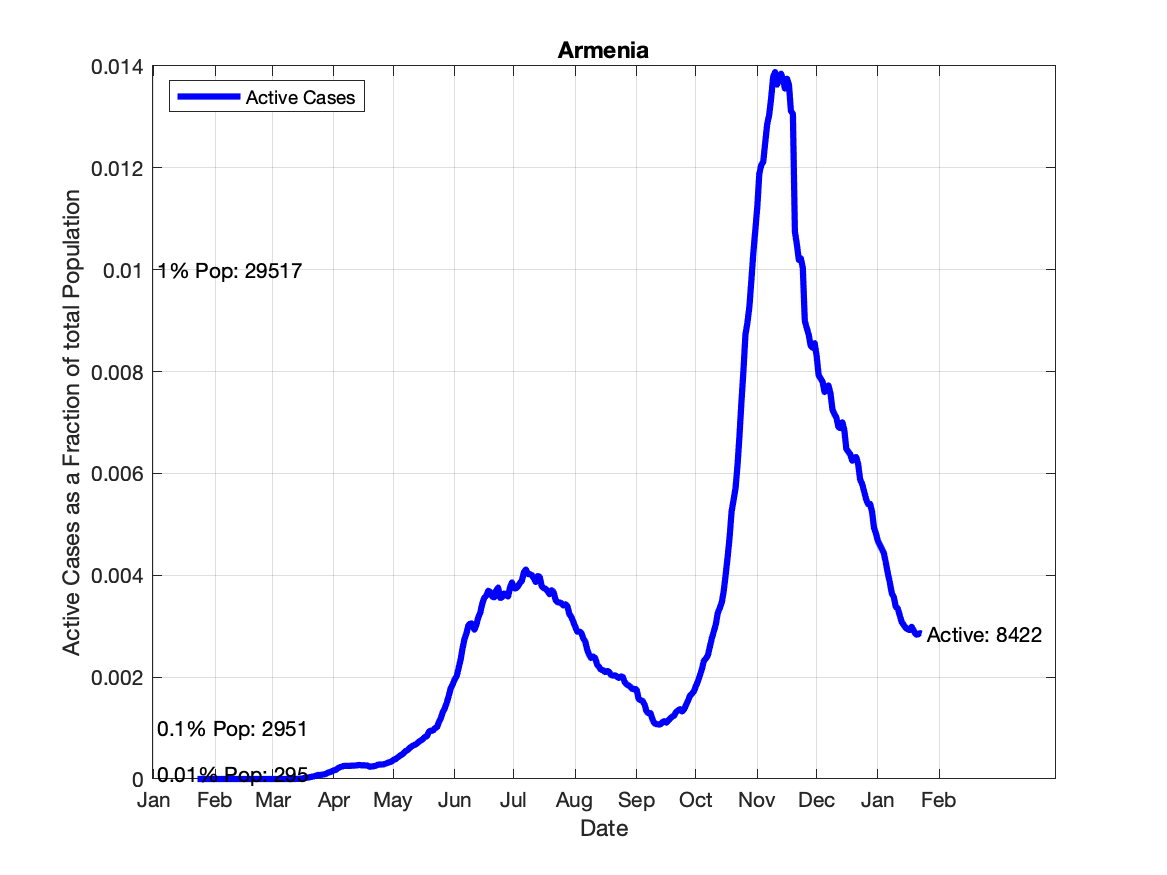 Armenia
Active Cases
0.014
0.012
0.01
0.008
0.006
0.004
0.002
0
Active Cases as a Fraction of total Population
1% Pop: 29517
0.1% Pop: 2951
0.01% Pop: 295
Active: 8422
Jan Feb Mar Apr May Jun Jul Aug Sep Oct Nov Dec Jan Feb
Date